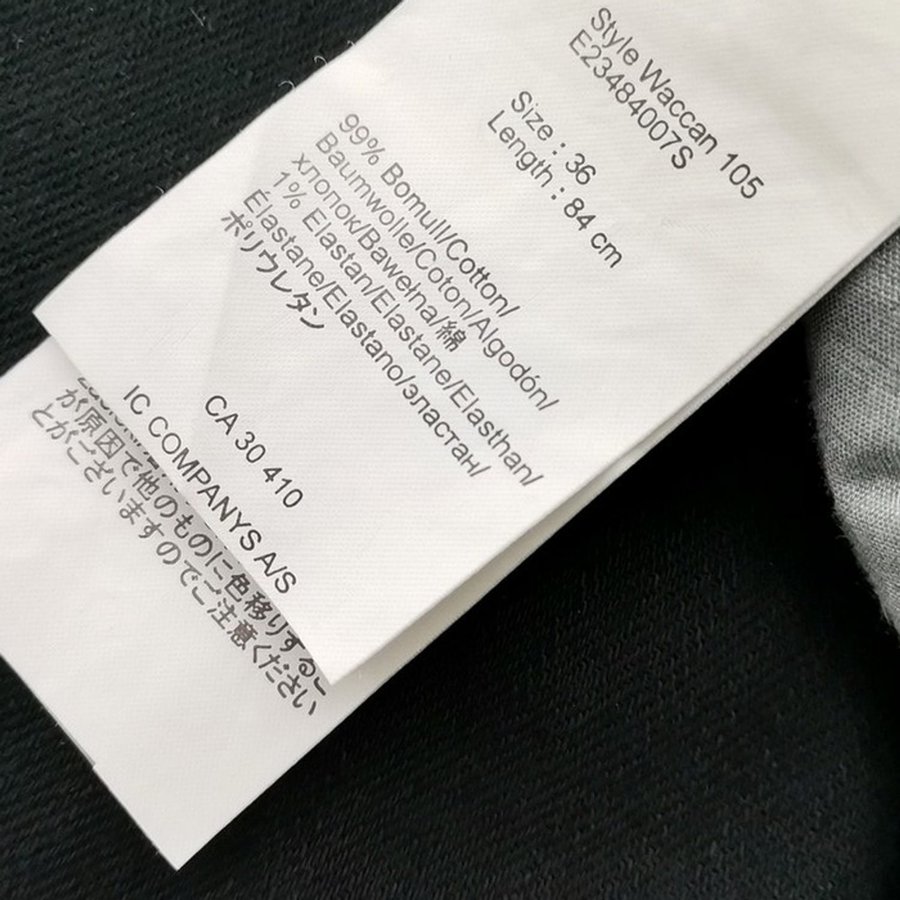 Style Waccan 105
E23484007S
Size : 36
Length : 84 cm
99% Bomull/Cotton/
Baumwolle/Coton/Algodón/
хлопок/Bawełna/綿
1% Elastan/Elastane/Elasthan/
Élastane/Elastano/эластан/
ポリウレタン
CA 30 410
IC COMPANYS A/S
が原因で他のものに色移りするこ
とがございますのでご注意ください